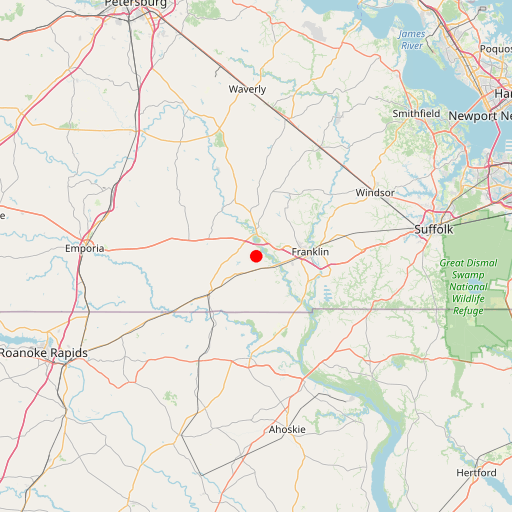 Petersburg
James
River
Poquos
Waverly
Ha
Smithfield
Newport Ne
Windsor
Suffolk
e
Emporia
Franklin
Great Dismal
Swamp
National
Wildlife
Refuge
Roanoke Rapids
Ahoskie
Hertford